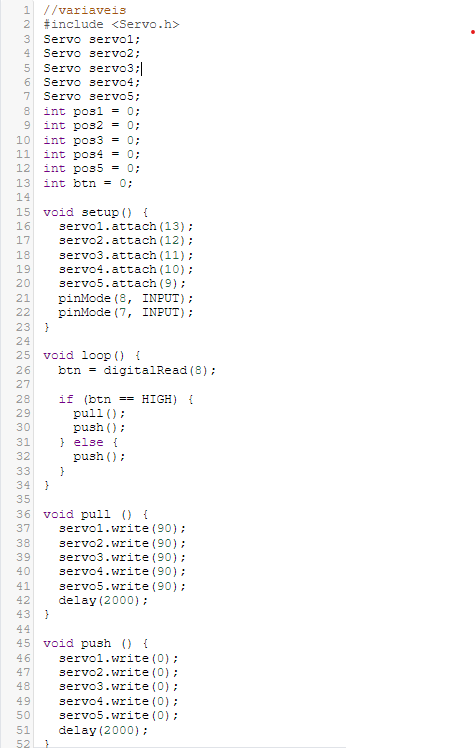 1 //variaveis
2 #include <Servo.h>
3 Servo servo1;
4 Servo servo2;
5 Servo servo3;
6 Servo servo4;
7 Servo servo5;
8 int pos1 = 0;
9 int pos2 = 0;
10 int pos3 = 0;
11 int pos4 = 0;
12 int pos5 = 0;
13 int btn = 0;
14
15 void setup() {
16   servo1.attach(13);
17   servo2.attach(12);
18   servo3.attach(11);
19   servo4.attach(10);
20   servo5.attach(9);
21   pinMode(8, INPUT);
22   pinMode(7, INPUT);
23 }
24
25 void loop() {
26   btn = digitalRead(8);
27
28   if (btn == HIGH) {
29     pull();
30     push();
31   } else {
32     push();
33   }
34 }
35
36 void pull () {
37   servo1.write(90);
38   servo2.write(90);
39   servo3.write(90);
40   servo4.write(90);
41   servo5.write(90);
42   delay(2000);
43 }
44
45 void push () {
46   servo1.write(0);
47   servo2.write(0);
48   servo3.write(0);
49   servo4.write(0);
50   servo5.write(0);
51   delay(2000);
52 }